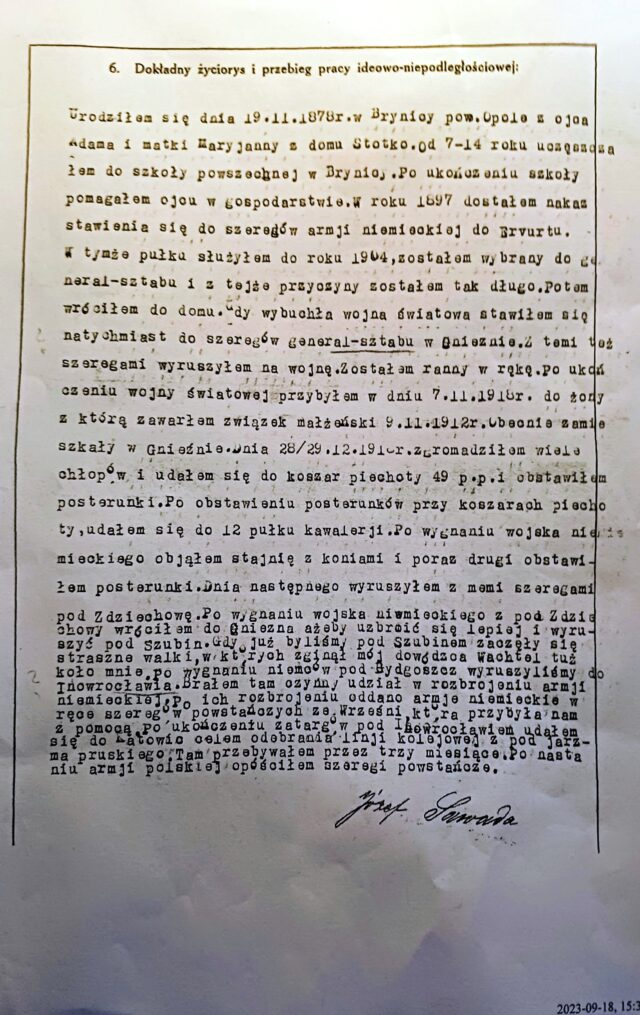 6. Dokładny życiorys i przebieg pracy ideowo-niepodległościowej:
Urodziłem się dnia 19.11.1878r.w Brynicy pow.Opole z ojca
Adama i matki Maryjanny z domu Stotko.Od 7-14 roku uczęszcza
łem do szkoły powszechnej w Brynicy.Po ukończeniu szkoły
pomagałem ojcu w gospodarstwie.W roku 1897 dostałem nakaz
stawienia się do szeregów armji niemieckiej do Ervurtu.
W tymże pułku służyłem do roku 1904,zostałem wybrany do ge
neral-sztabu i z tejże przyczyny zostałem tak długo.Potem
wróciłem do domu.Gdy wybuchła wojna światowa stawiłem się
natychmiast do szeregów general-sztabu w Gnieznie.Z temi też
szeregami wyruszyłem na wojnę.Zostałem ranny w rękę.Po ukoń
czeniu wojny światowej przybyłem w dniu 7.11.1918r. do żony
z którą zawarłem związek małżeński 9.11.1912r.Obecnie zamie
szkały w Gnieźnie.Dnia 28/29.12.1918r.zgromadziłem wiele
chłopów i udałem się do koszar piechoty 49 p.p.i obstawiłem
posterunki.Po obstawieniu posterunków przy koszarach piecho
ty,udałem się do 12 pułku kawalerji.Po wygnaniu wojska nie
mieckiego objąłem stajnię z koniami i poraz drugi obstawi
łem posterunki.Dnia następnego wyruszyłem z memi szeregami
pod Zdziechowę.Po wygnaniu wojska niwmieckiego z pod Zdzie
chowy wróciłem do Gniezna ażeby uzbroić się lepiej i wyru-
szyć pod Szubin.Gdy już byliśmy pod Szubinem zaczęły się
straszne walki,w których zginął mój dowódzca Wachtel tuż
koło mnie.Po wygnaniu niemców pod Bydgoszcz wyruszyliśmy do
Inowrocławia.Brałem tam czynny udział w rozbrojeniu armji
niemieckiej.Po ich rozbrojeniu oddano armje niemieckie w
ręce szeregów powstańczych ze Wrześni,która przybyła nam
z pomocą.Po ukończeniu zatargów pod Inowrocławiem udałem
się do Katowic celem odebrania linji kolejowej z pod jarz-
ma pruskiego.Tam przebywałem przez trzy miesiące.Po nasta
niu armji polskiej opóściłem szeregi powstańcze.
Józef Sawada
2023-09-18, 15:3